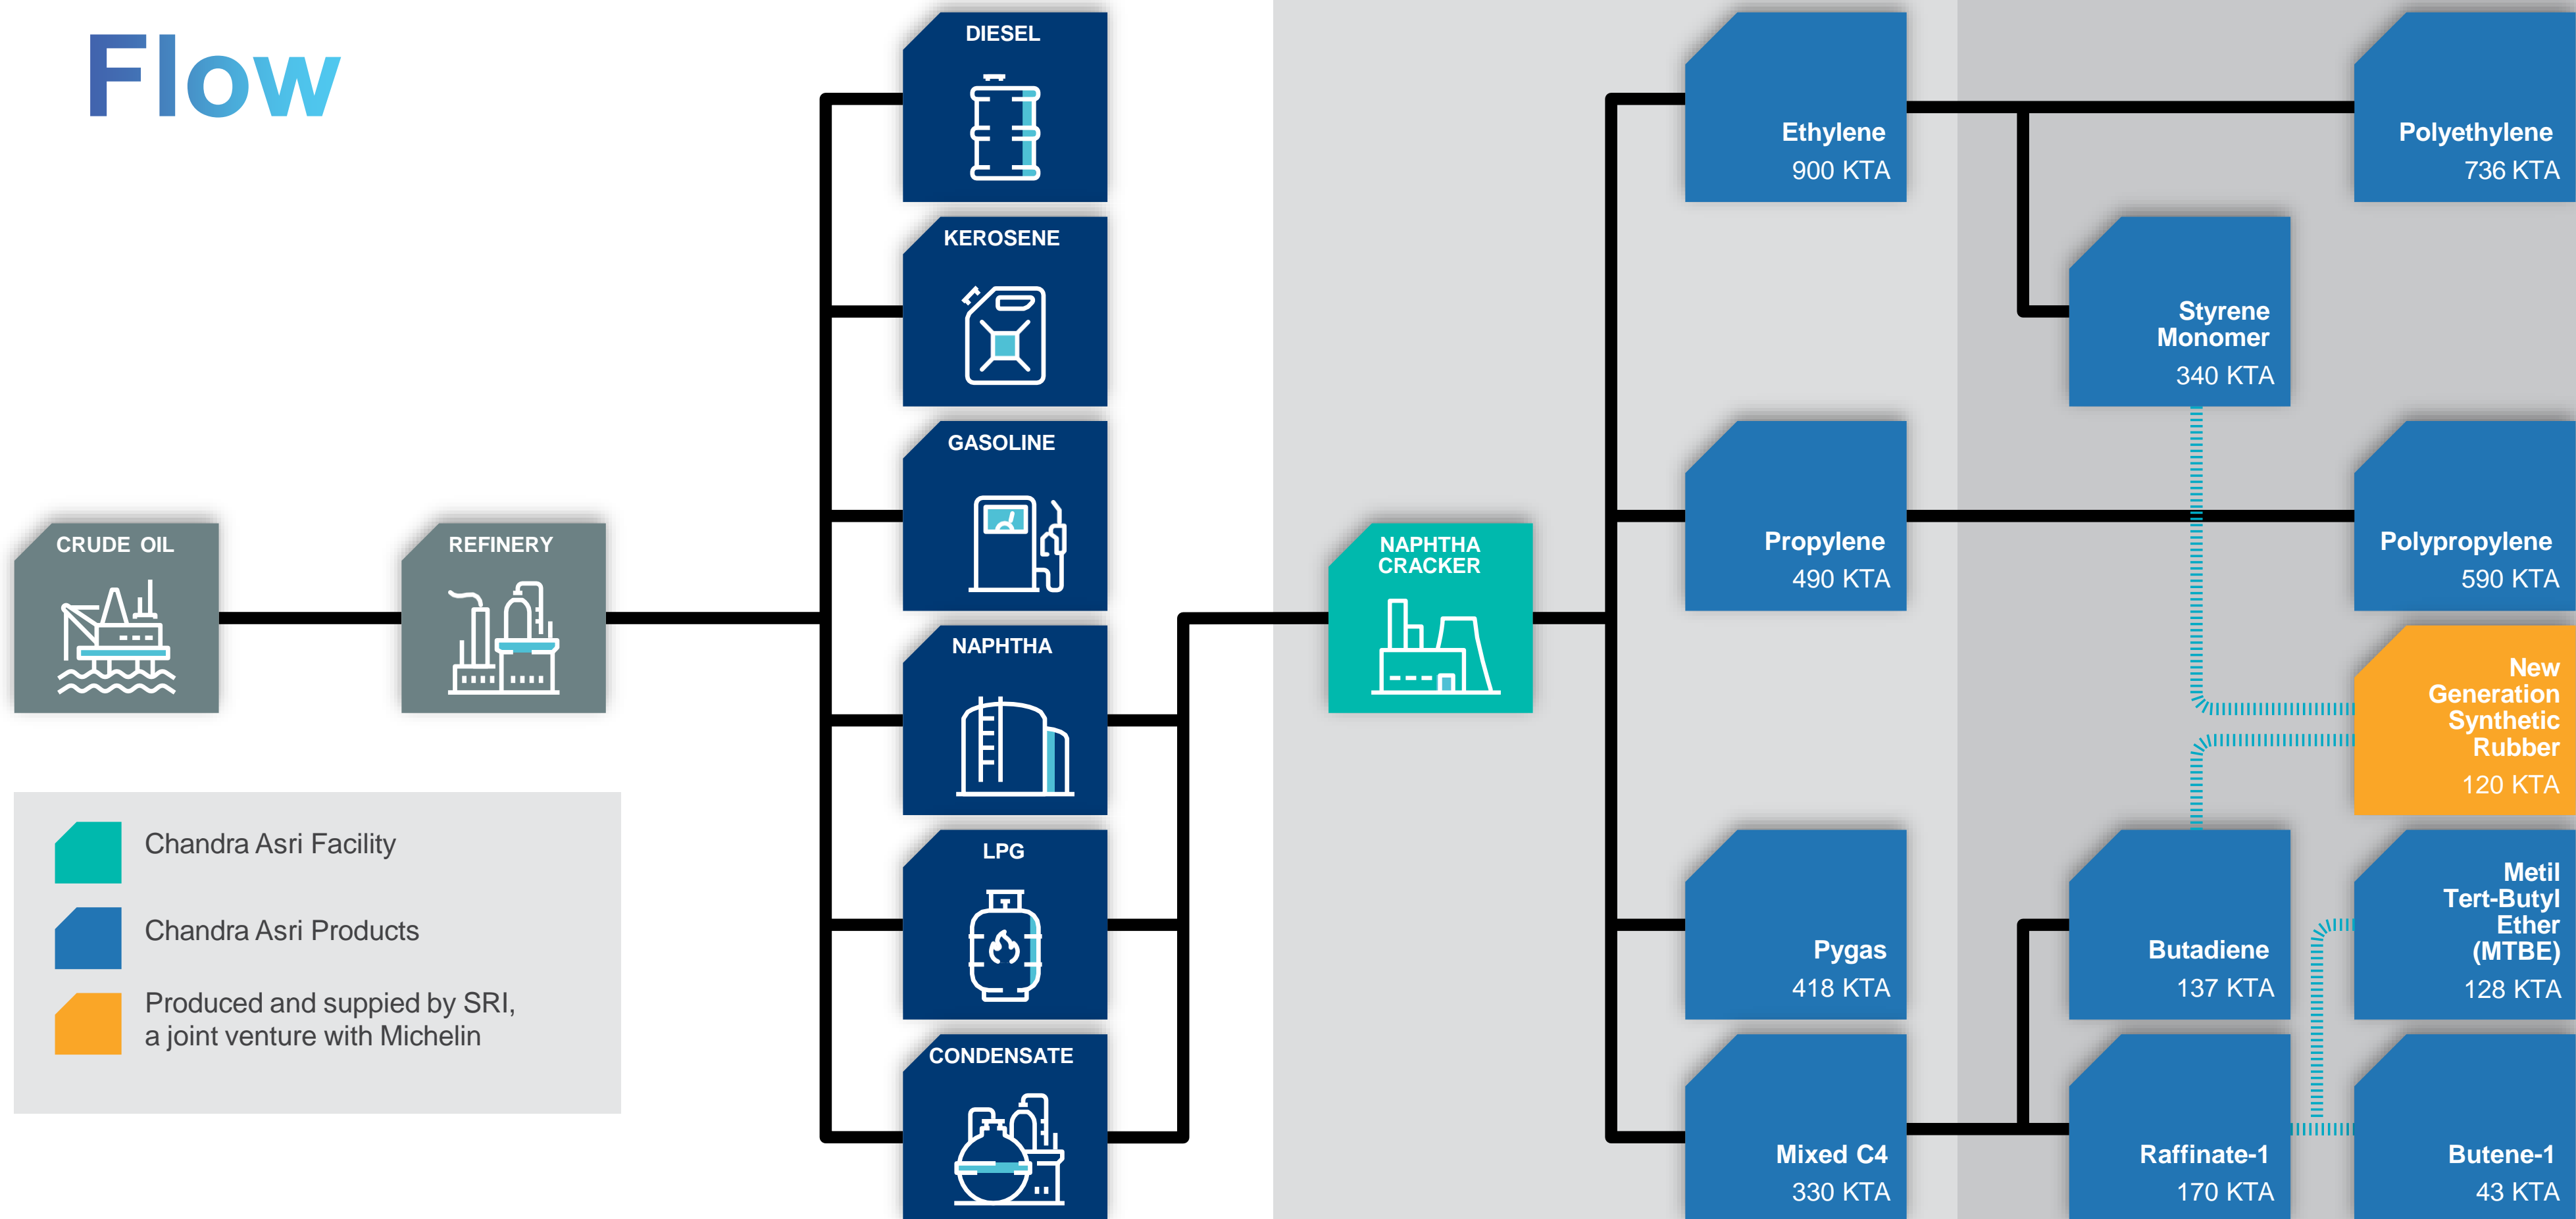 Flow
DIESEL
KEROSENE
GASOLINE
CRUDE OIL
REFINERY
NAPHTHA
LPG
CONDENSATE
NAPHTHA
CRACKER
Ethylene
900 KTA
Polyethylene
736 KTA
Styrene
Monomer
340 KTA
Propylene
490 KTA
Polypropylene
590 KTA
New
Generation
Synthetic
Rubber
120 KTA
Pygas
418 KTA
Butadiene
137 KTA
Metil
Tert-Butyl
Ether
(MTBE)
128 KTA
Mixed C4
330 KTA
Raffinate-1
170 KTA
Butene-1
43 KTA
Chandra Asri Facility
Chandra Asri Products
Produced and suppied by SRI,
a joint venture with Michelin